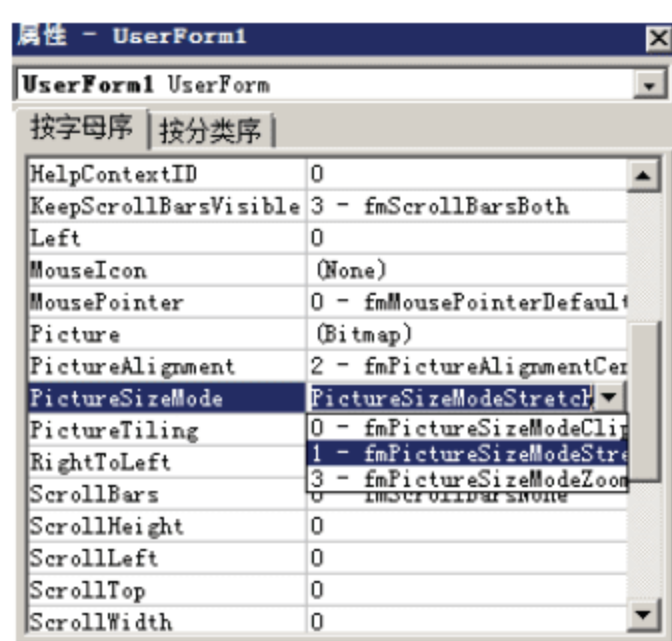 属性 - UserForm1
UserForm1 UserForm
按字母序 按分类序
HelpContextID 0
KeepScrollBarsVisible 3 - fmScrollBarsBoth
Left 0
MouseIcon (None)
MousePointer 0 - fmMousePointerDefault
Picture (Bitmap)
PictureAlignment 2 - fmPictureAlignmentCen
PictureSizeMode PictureSizeModeStretch
PictureTiling 0 - fmPictureSizeModeClip
1 - fmPictureSizeModeStre
RightToLeft
3 - fmPictureSizeModeZoom
ScrollBars 0 - fmScrollBarsNone
ScrollHeight 0
ScrollLeft 0
ScrollTop 0
ScrollWidth 0